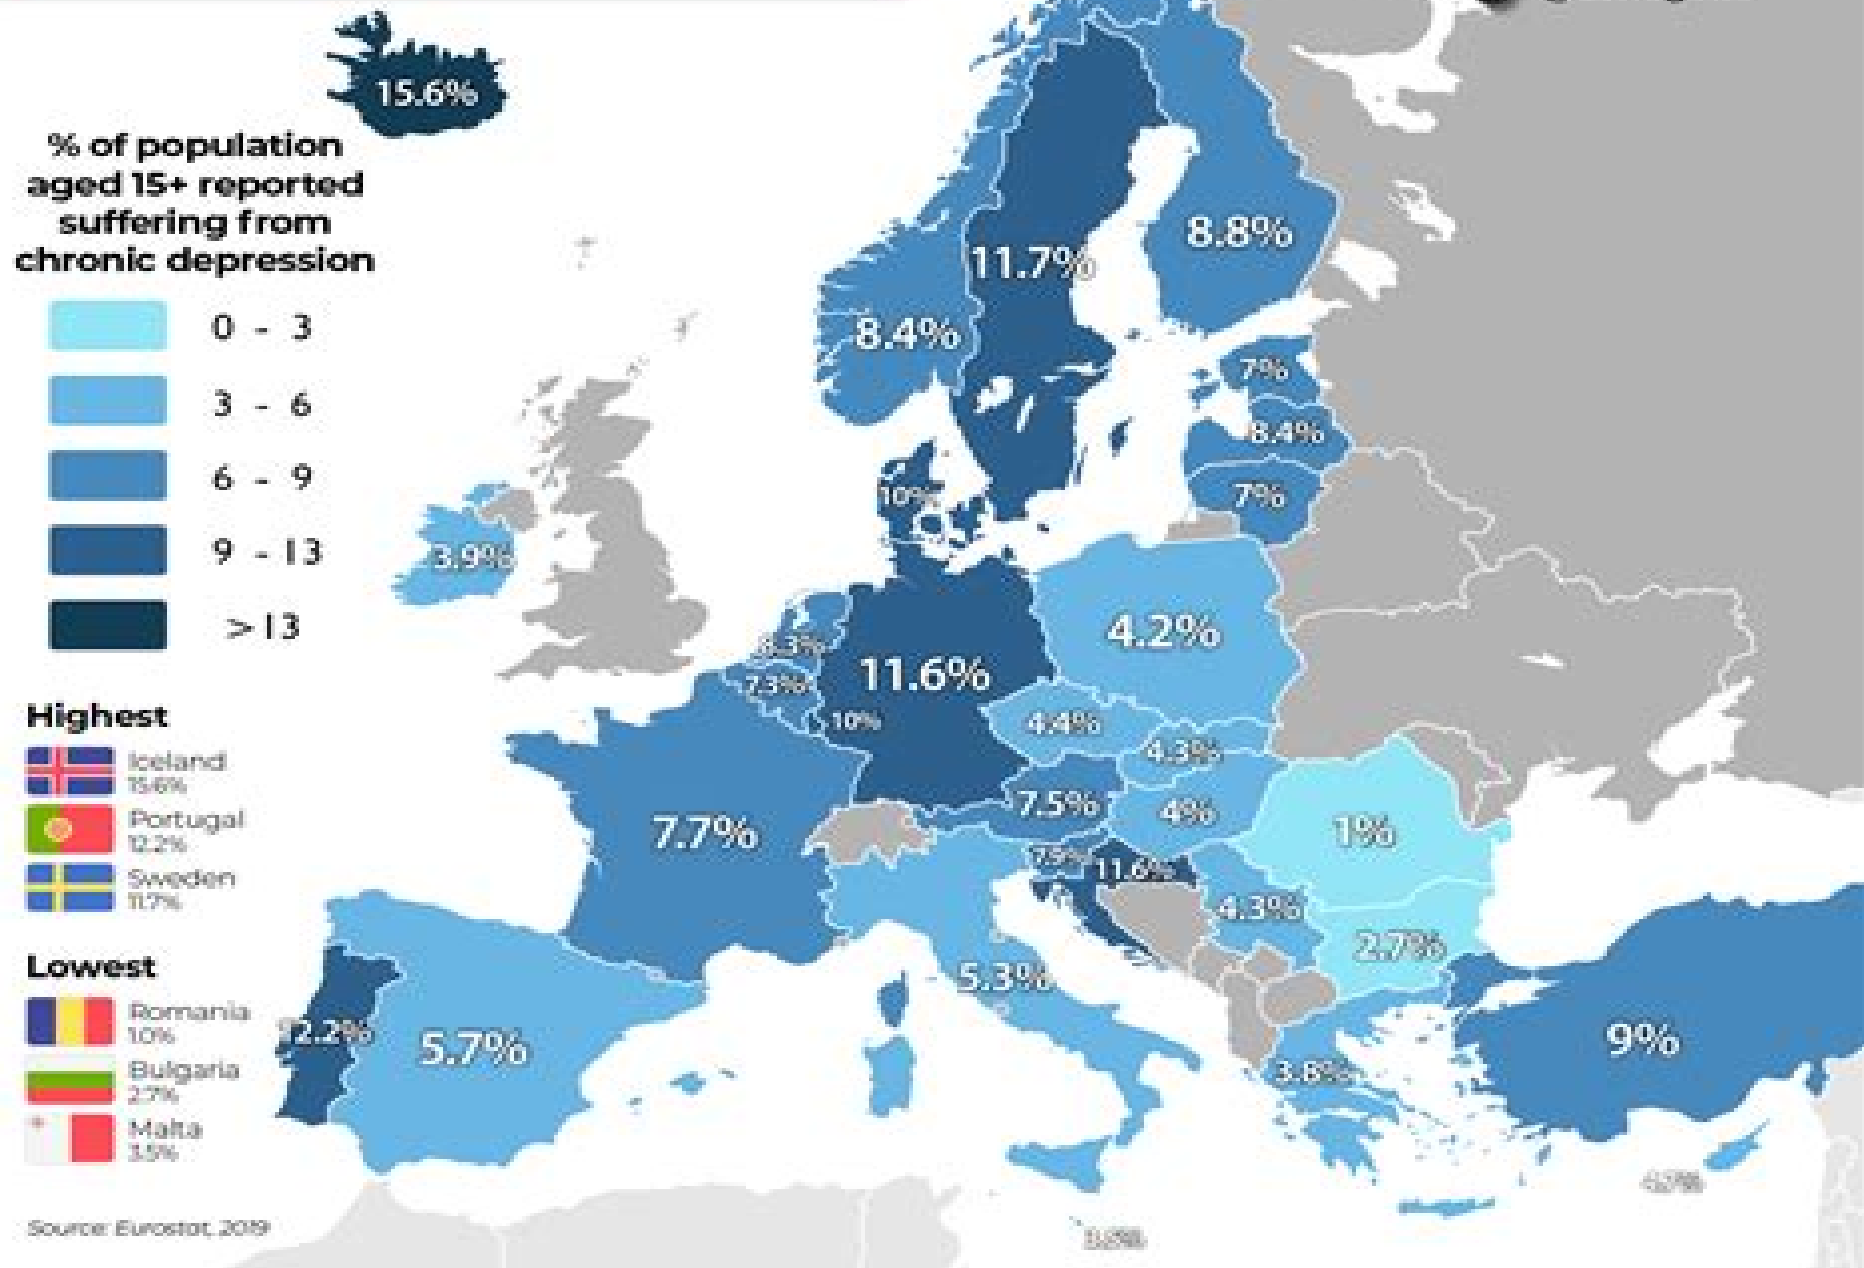 15.6%
% of population
aged 15+ reported
suffering from
chronic depression
0 - 3
3 - 6
6 - 9
9 - 13
>13
Highest
Iceland
15.6%
Portugal
12.2%
Sweden
11.7%
Lowest
Romania
1.0%
Bulgaria
2.7%
Malta
3.5%
Source: Eurostat, 2019
8.8%
11.7%
8.4%
7%
8.4%
7%
10%
3.9%
4.2%
8.3%
11.6%
7.3%
10%
4.4%
4.3%
7.5%
4%
7.7%
1%
7.9%
11.6%
4.3%
2.7%
5.3%
12.2%
5.7%
9%
3.8%